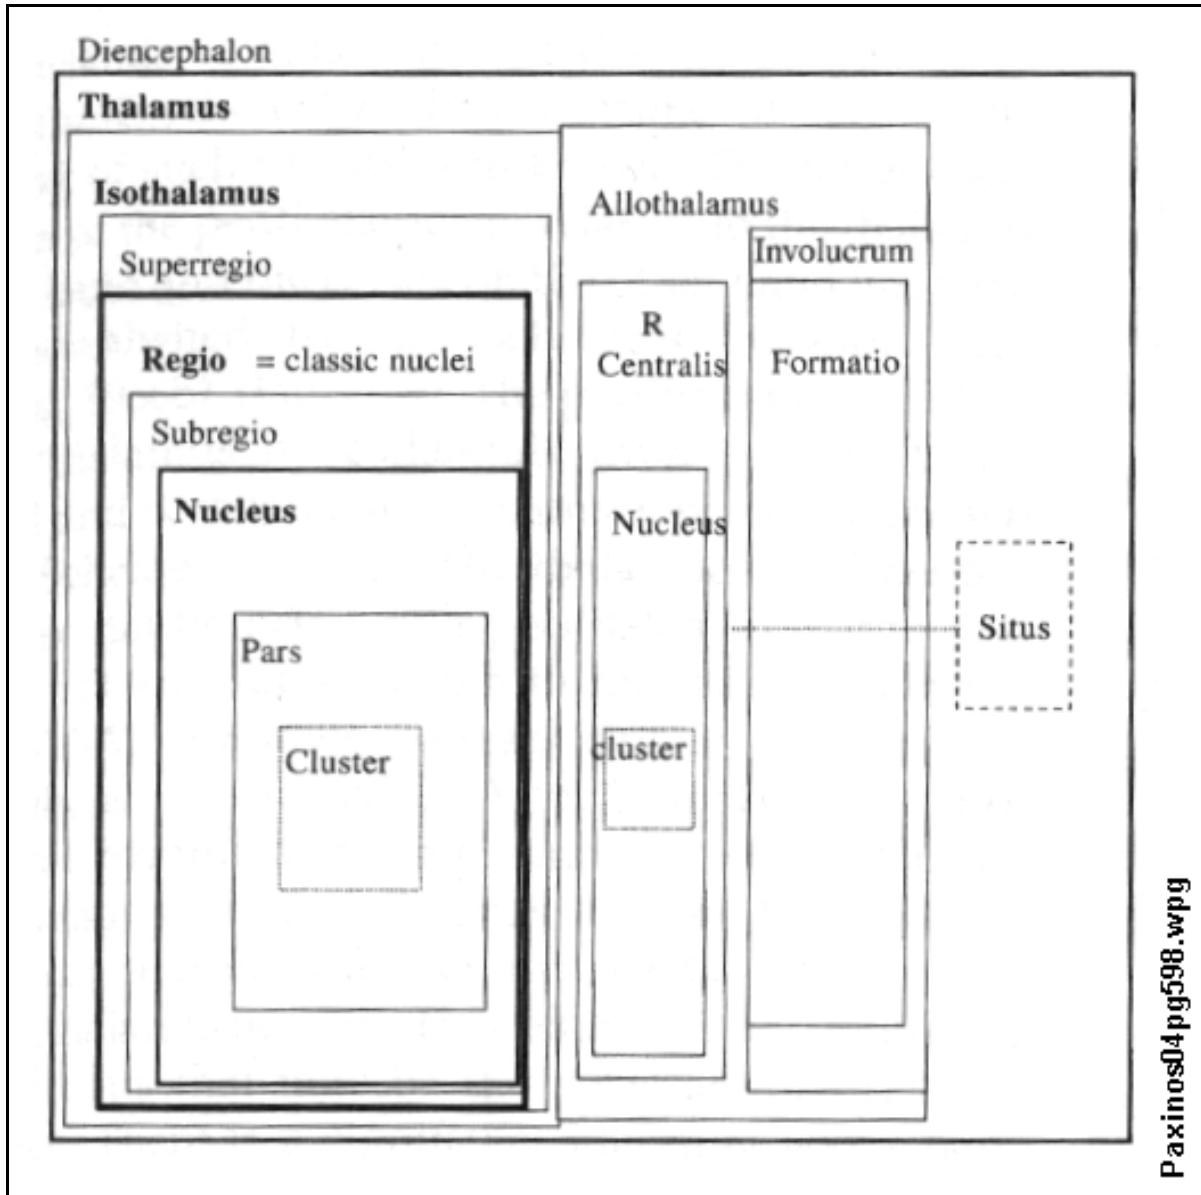 Diencephalon
Thalamus
Isothalamus
Superregio
Regio = classic nuclei
Subregio
Nucleus
Pars
Cluster
Allothalamus
R
Centralis
Nucleus
cluster
Involucrum
Formatio
Situs
Paxinos04pg598.wpg